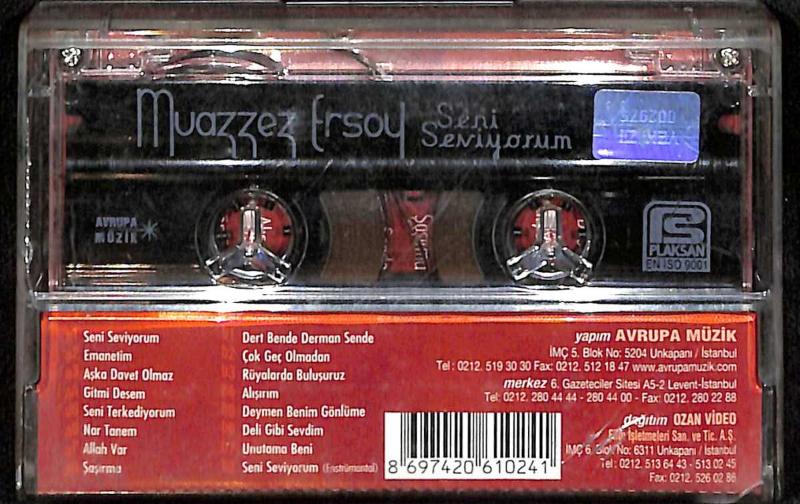 Muazzez Ersoy Seni Seviyorum
002975
AVRUPA MÜZİK
PLAKSAN
EN ISO 9001
Seni Seviyorum
Emanetim
Aşka Davet Olmaz
Gitmi Desem
Seni Terkediyorum
Nar Tanem
Allah Var
Şaşırma
Dert Bende Derman Sende
Çok Geç Olmadan
Rüyalarda Buluşuruz
Alışırım
Deymen Benim Gönlüme
Deli Gibi Sevdim
Unutama Beni
Seni Seviyorum (Enstrümantal)
yapım AVRUPA MÜZİK
İMÇ 5. Blok No: 5204 Unkapanı / İstanbul
Tel: 0212. 519 30 30 Fax: 0212. 512 18 47 www.avrupamuzik.com
merkez 6. Gazeteciler Sitesi A5-2 Levent-İstanbul
Tel: 0212. 280 44 44 - 280 44 00 - Fax: 0212. 280 22 88
dağıtım OZAN VİDEO
İşletmeleri San. ve Tic. A.Ş.
İMÇ 6. Blok No: 6311 Unkapanı / İstanbul
Tel: 0212. 513 64 43 - 513 02 45
Fax: 0212. 526 02 86
8 697420 610241